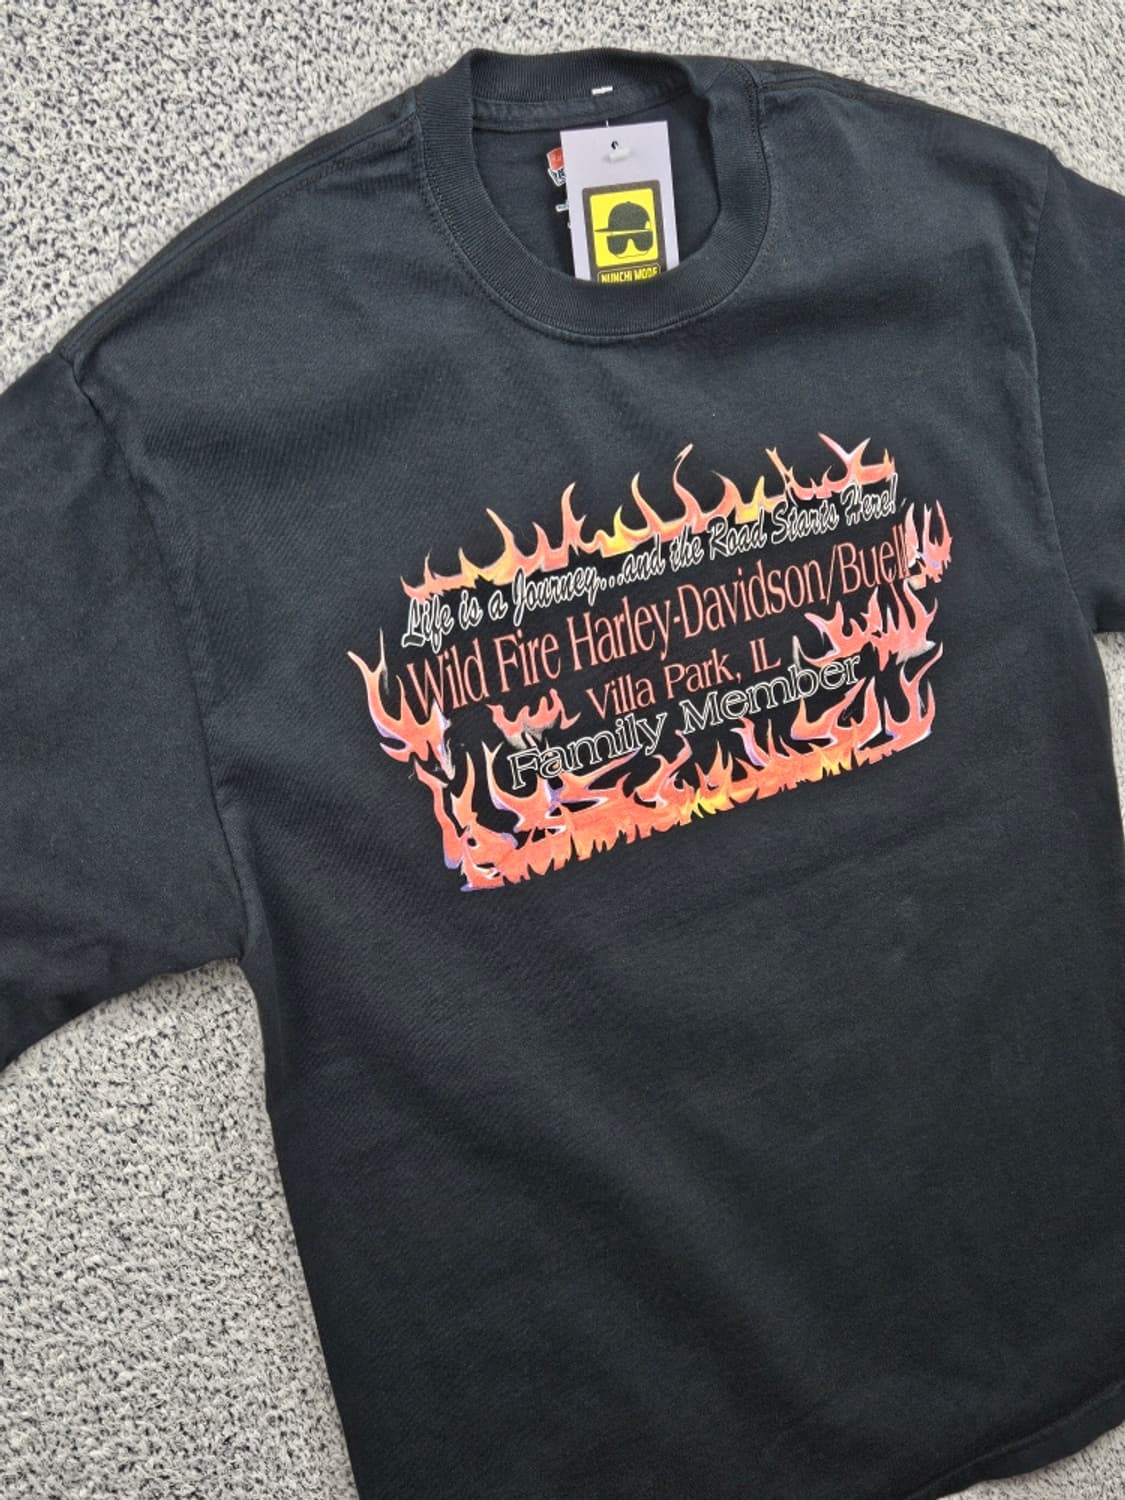 NUNCHI MODE
Life is a Journey...and the Road Starts Here!
Wild Fire Harley-Davidson/Buell
Villa Park, IL
Family Member